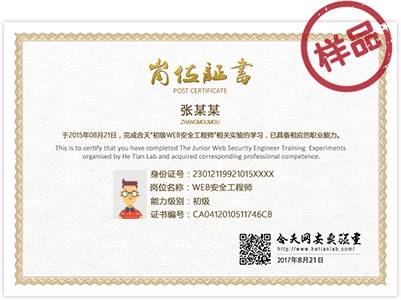 样品
岗位证书
POST CERTIFICATE
张某某
ZHANGMOUMOU
于2015年08月21日，完成合天“初级WEB安全工程师”相关实验的学习，已具备相应的职业能力。
This is to certify that you have completed The Junior Web Security Engineer Training Experiments
organised by He Tian Lab and acquired corresponding professional competence.
身份证号：23012119921015XXXX
岗位名称：WEB安全工程师
能力级别：初级
证书编号：CA0412010511746CB
合天网安实验室
http://www.hetianlab.com/
2017年8月21日